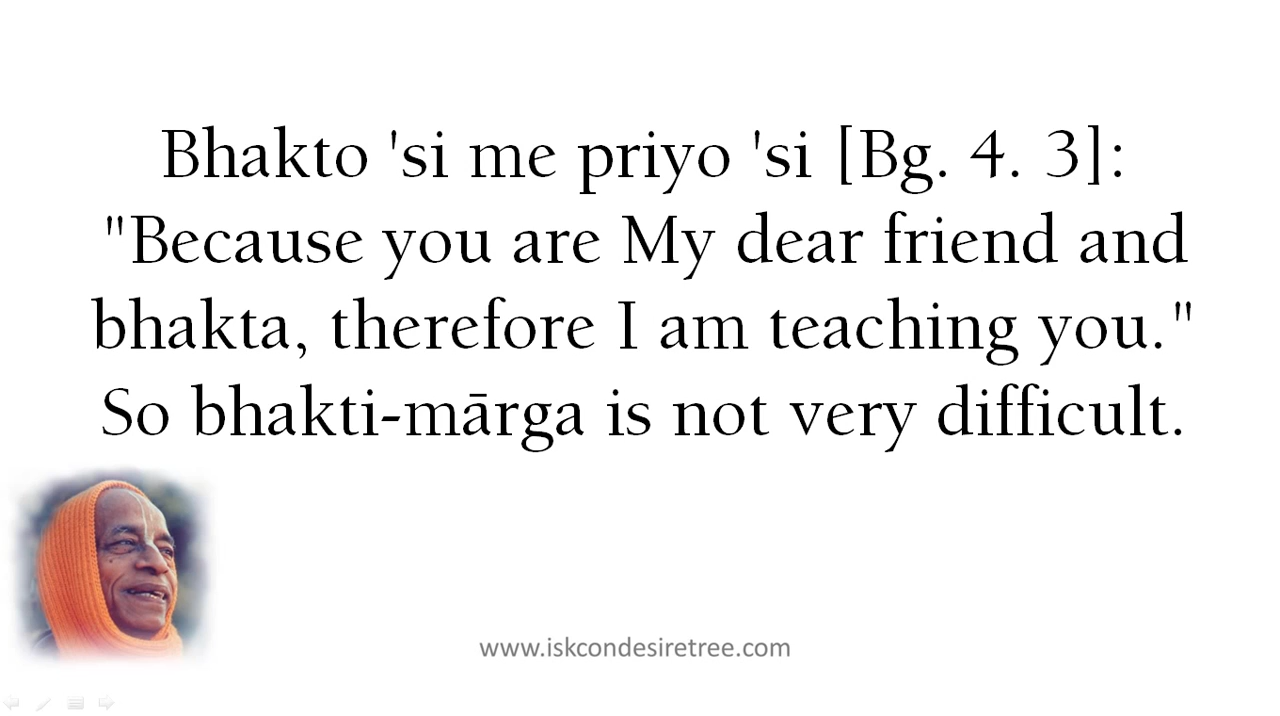 Bhakto 'si me priyo 'si [Bg. 4. 3]:
"Because you are My dear friend and
bhakta, therefore I am teaching you."
So bhakti-mārga is not very difficult.
www.iskcondesiretree.com